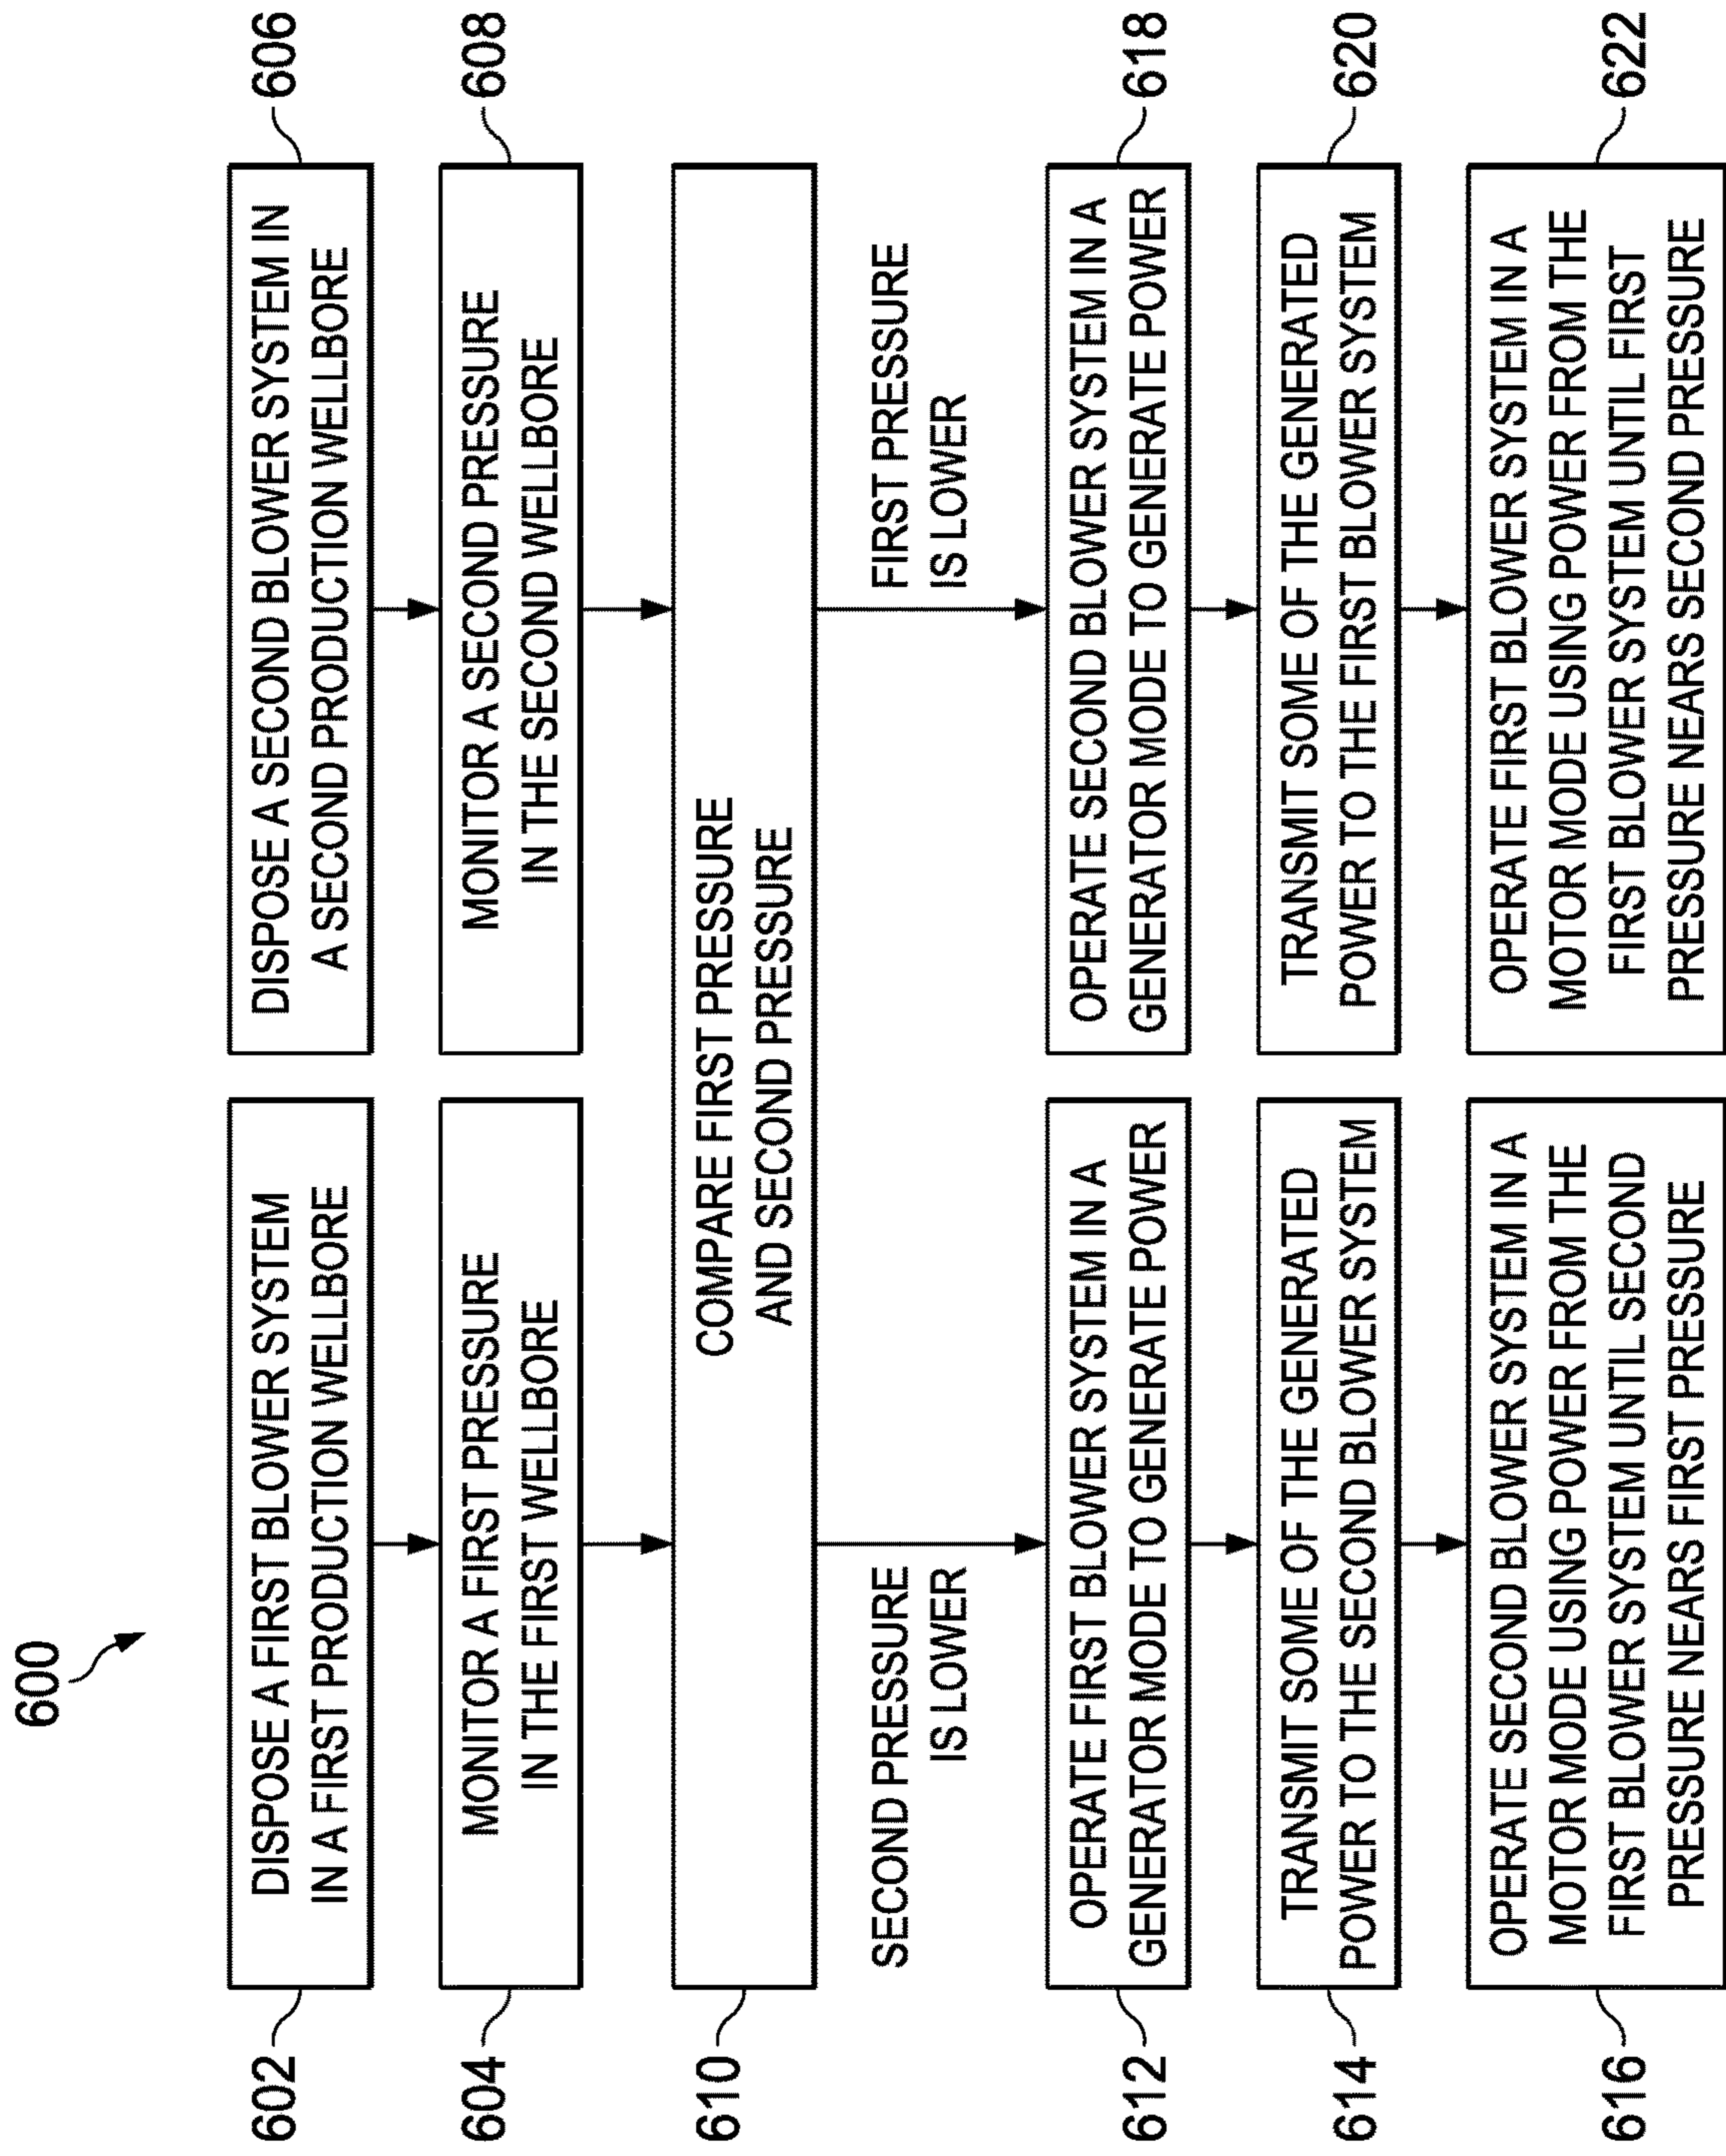 600
602
DISPOSE A FIRST BLOWER SYSTEM
IN A FIRST PRODUCTION WELLBORE
DISPOSE A SECOND BLOWER SYSTEM IN
A SECOND PRODUCTION WELLBORE
606
604
MONITOR A FIRST PRESSURE
IN THE FIRST WELLBORE
MONITOR A SECOND PRESSURE
IN THE SECOND WELLBORE
608
610
COMPARE FIRST PRESSURE
AND SECOND PRESSURE
SECOND PRESSURE
IS LOWER
FIRST PRESSURE
IS LOWER
612
OPERATE FIRST BLOWER SYSTEM IN A
GENERATOR MODE TO GENERATE POWER
OPERATE SECOND BLOWER SYSTEM IN A
GENERATOR MODE TO GENERATE POWER
618
614
TRANSMIT SOME OF THE GENERATED
POWER TO THE SECOND BLOWER SYSTEM
TRANSMIT SOME OF THE GENERATED
POWER TO THE FIRST BLOWER SYSTEM
620
616
OPERATE SECOND BLOWER SYSTEM IN A
MOTOR MODE USING POWER FROM THE
FIRST BLOWER SYSTEM UNTIL SECOND
PRESSURE NEARS FIRST PRESSURE
OPERATE FIRST BLOWER SYSTEM IN A
MOTOR MODE USING POWER FROM THE
FIRST BLOWER SYSTEM UNTIL FIRST
PRESSURE NEARS SECOND PRESSURE
622